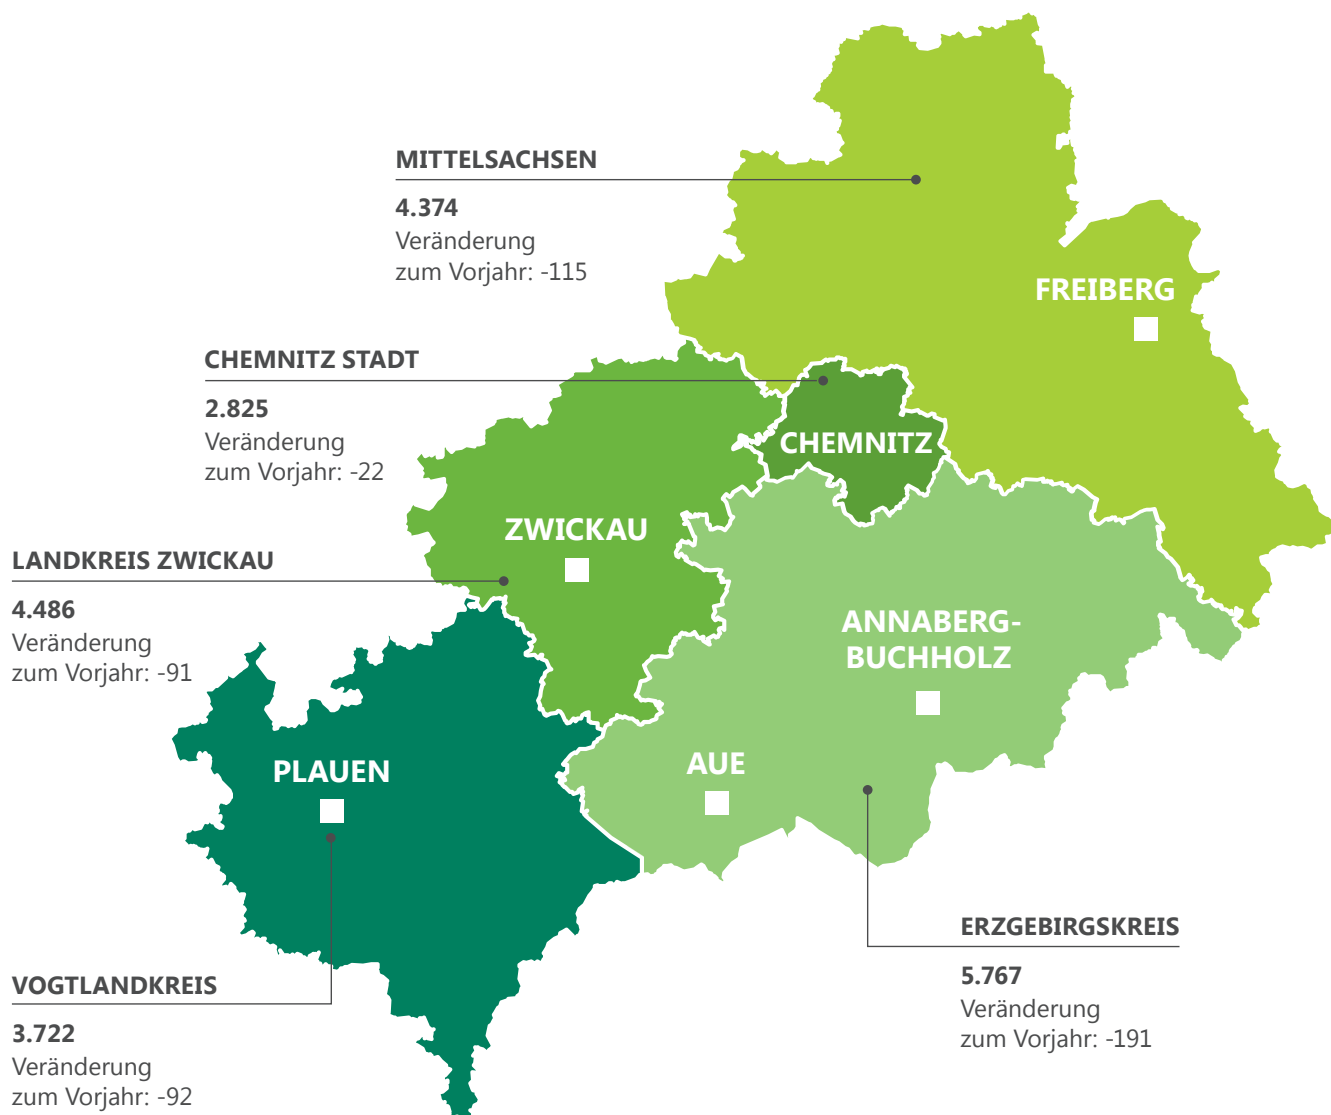 MITTELSACHSEN
4.374
Veränderung
zum Vorjahr: -115
FREIBERG
CHEMNITZ STADT
2.825
Veränderung
zum Vorjahr: -22
CHEMNITZ
ZWICKAU
LANDKREIS ZWICKAU
4.486
Veränderung
zum Vorjahr: -91
ANNABERG-
BUCHHOLZ
AUE
PLAUEN
ERZGEBIRGSKREIS
5.767
Veränderung
zum Vorjahr: -191
VOGTLANDKREIS
3.722
Veränderung
zum Vorjahr: -92